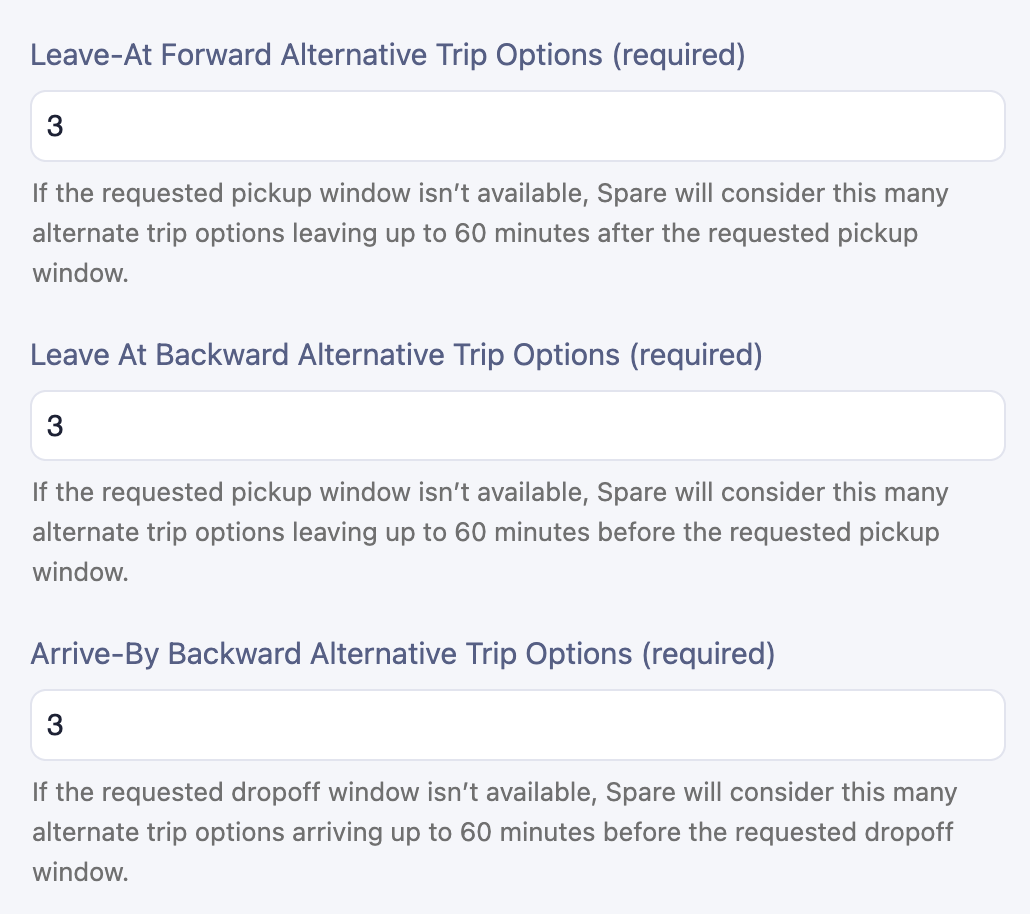 Leave-At Forward Alternative Trip Options (required)
3
If the requested pickup window isn’t available, Spare will consider this many
alternate trip options leaving up to 60 minutes after the requested pickup
window.
Leave At Backward Alternative Trip Options (required)
3
If the requested pickup window isn’t available, Spare will consider this many
alternate trip options leaving up to 60 minutes before the requested pickup
window.
Arrive-By Backward Alternative Trip Options (required)
3
If the requested dropoff window isn’t available, Spare will consider this many
alternate trip options arriving up to 60 minutes before the requested dropoff
window.